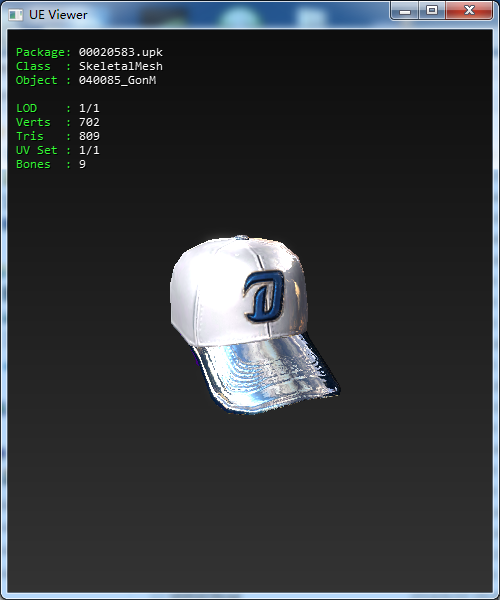 UE Viewer
Package: 00020583.upk
Class : SkeletalMesh
Object : 040085_GonM
LOD : 1/1
Verts : 702
Tris : 809
UV Set : 1/1
Bones : 9
D